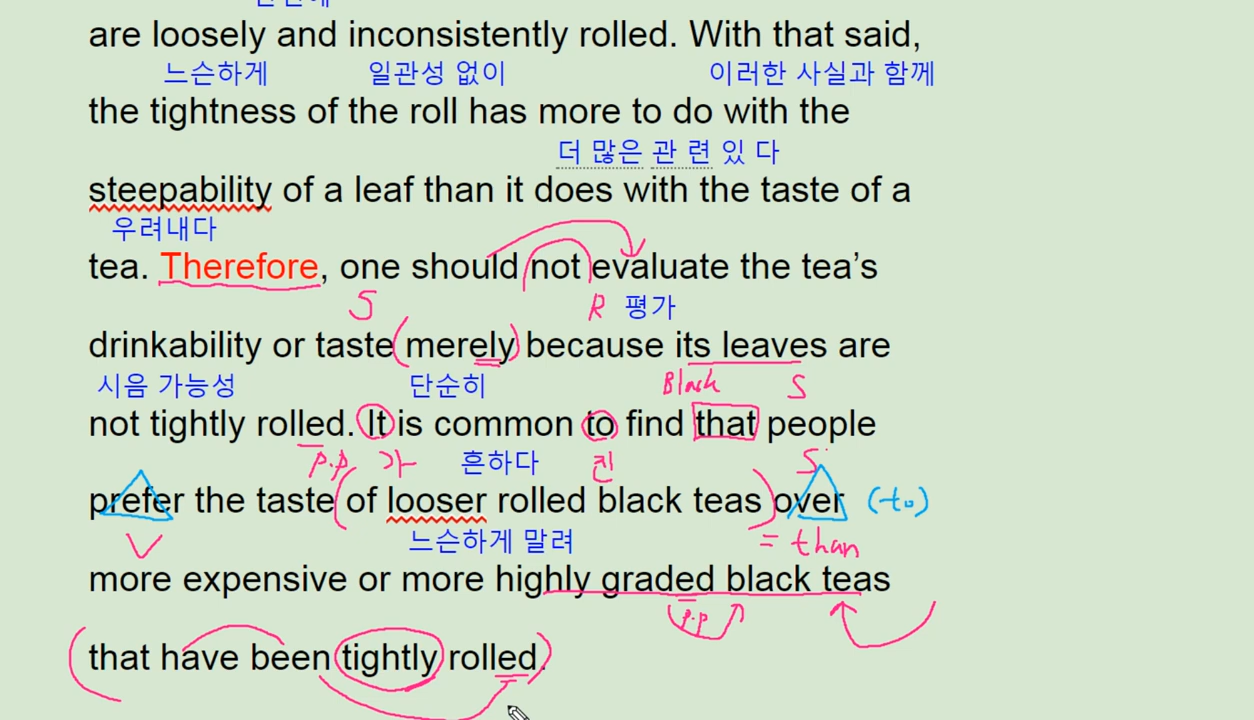 are loosely and inconsistently rolled. With that said,
느슨하게 일관성 없이 이러한 사실과 함께
the tightness of the roll has more to do with the
더 많은 관 련 있 다
steepability of a leaf than it does with the taste of a
우려내다
tea. Therefore, one should not evaluate the tea's
S R 평가
drinkability or taste (merely) because its leaves are
시음 가능성 단순히 Black S
not tightly rolled. It is common to find that people
p.p 가 흔하다 진 S
prefer the taste (of looser rolled black teas) over (to)
V 느슨하게 말려 = than
more expensive or more highly graded black teas
p.p
(that have been tightly rolled.)